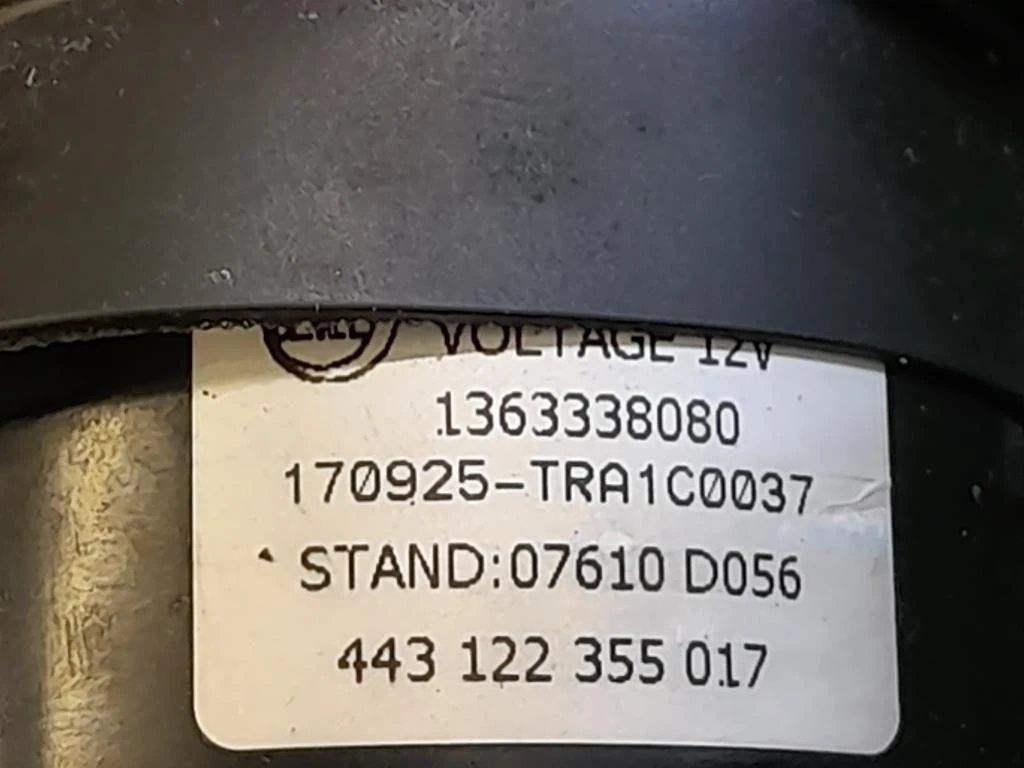 VOLTAGE 12V
1363338080
170925-TRA1C0037
STAND:07610 D056
443 122 355 017